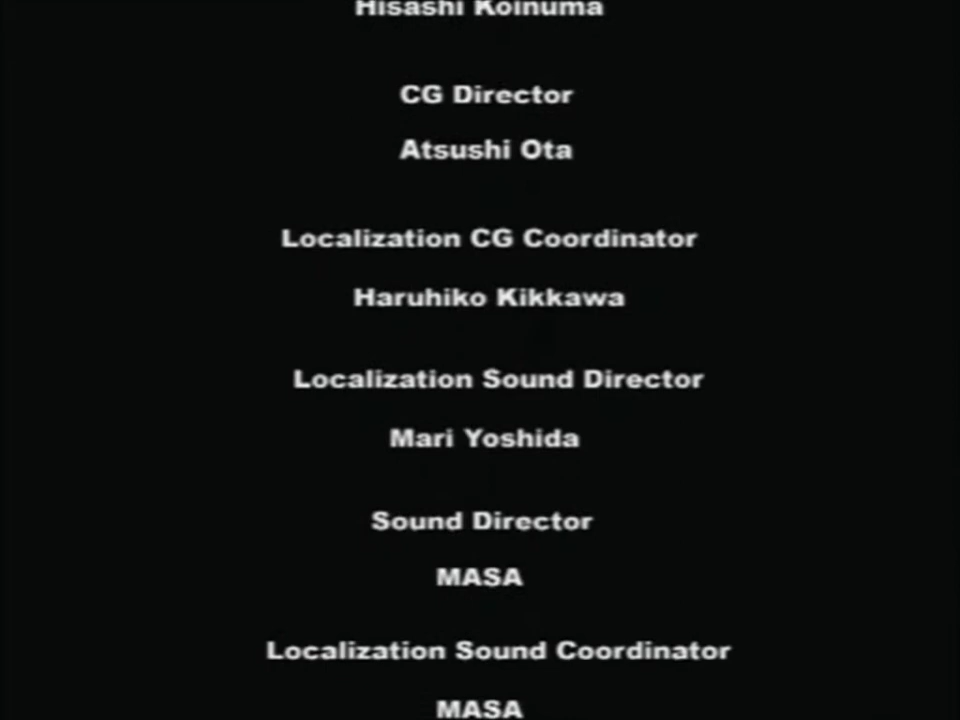 Hisashi Koinuma
CG Director
Atsushi Ota
Localization CG Coordinator
Haruhiko Kikkawa
Localization Sound Director
Mari Yoshida
Sound Director
MASA
Localization Sound Coordinator
MASA